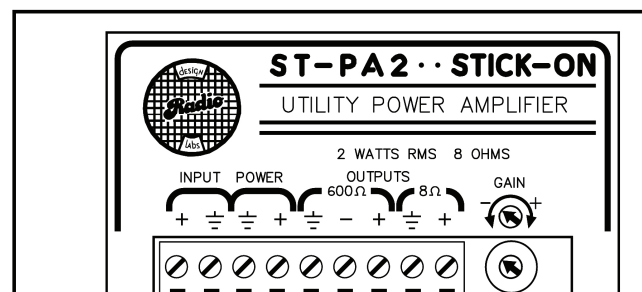 design
Radio
Labs
ST-PA2·· STICK-ON
UTILITY POWER AMPLIFIER
2 WATTS RMS 8 OHMS
INPUT POWER OUTPUTS GAIN
600Ω 8Ω
+ ⏚ ⏚ + ⏚ − + ⏚ + − +